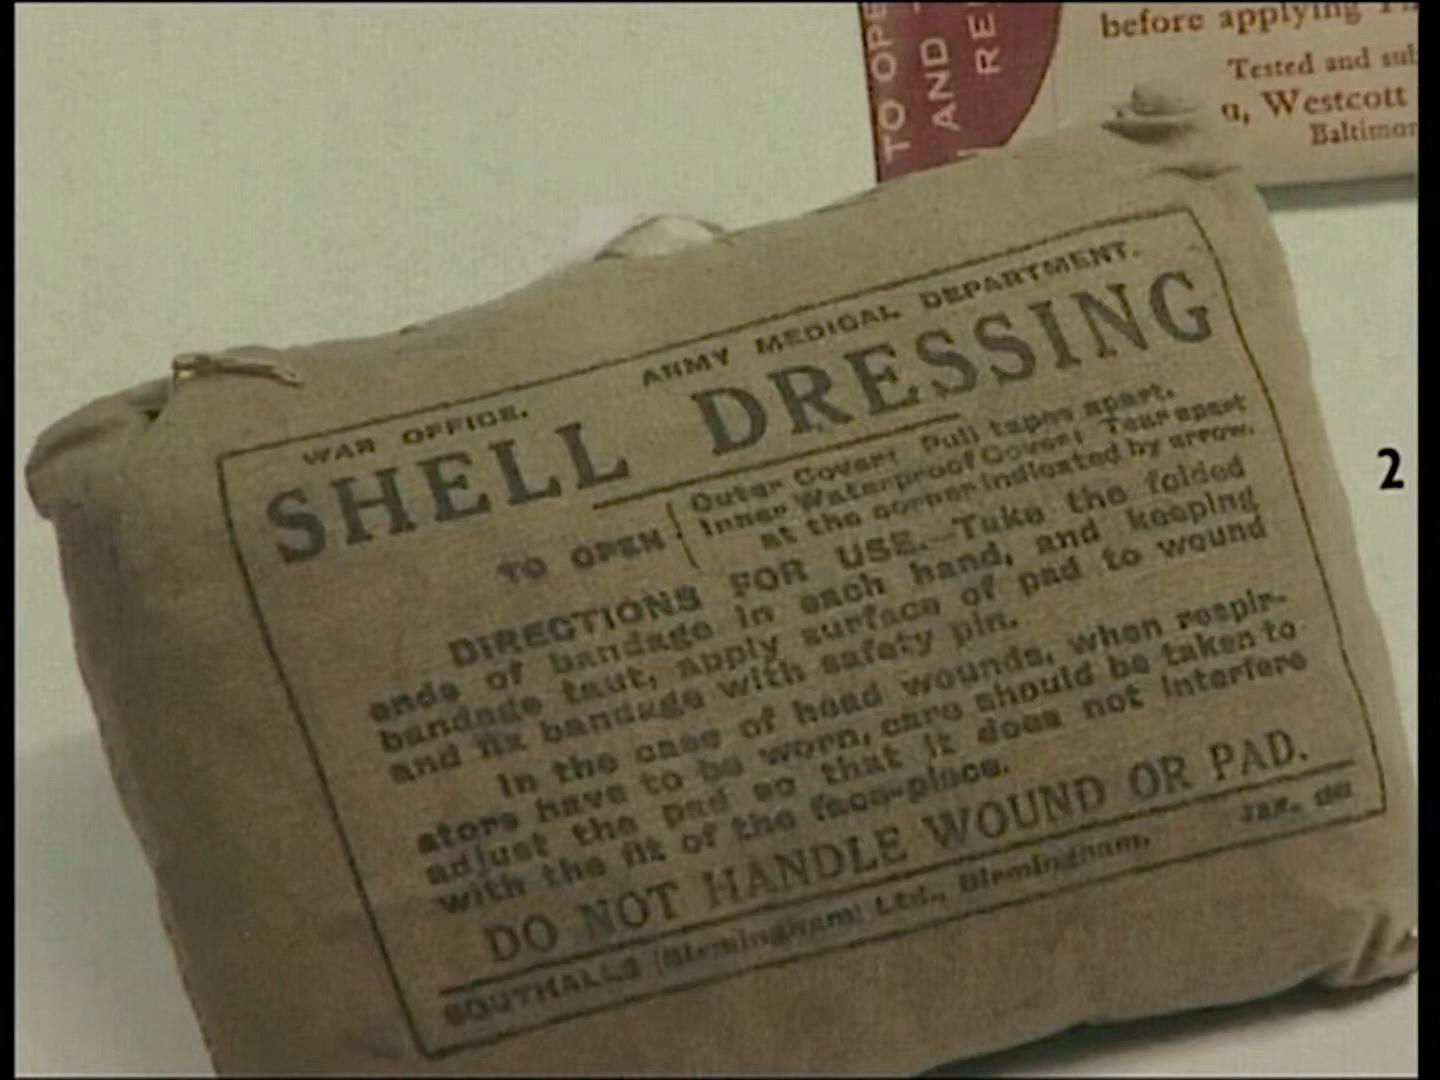 TO OPE
AND
RE
before applying
Tested and sub
, Westcott
Baltimor
2
WAR OFFICE. ARMY MEDICAL DEPARTMENT.
SHELL DRESSING
TO OPEN { Outer Cover: Pull tapes apart.
Inner Waterproof Cover: Tear apart
at the corner indicated by arrow.
DIRECTIONS FOR USE.—Take the folded
ends of bandage in each hand, and keeping
bandage taut, apply surface of pad to wound
and fix bandage with safety pin.
In the case of head wounds, when respir-
ators have to be worn, care should be taken to
adjust the pad so that it does not interfere
with the fit of the face-piece.
DO NOT HANDLE WOUND OR PAD.
JAN.
SOUTHALLS (Birmingham) Ltd., Birmingham.